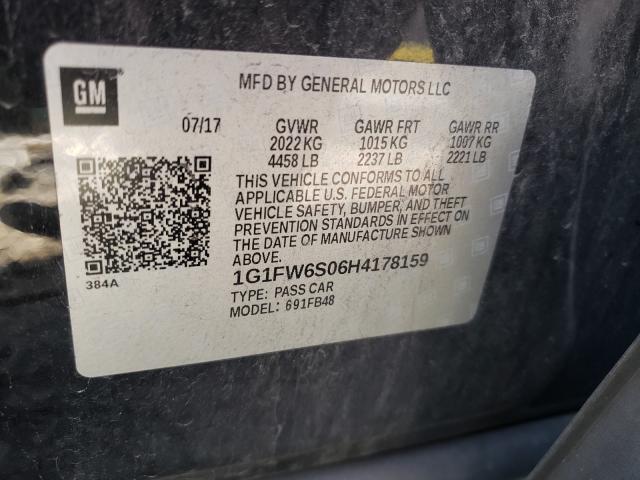 GM
MFD BY GENERAL MOTORS LLC
07/17 GVWR GAWR FRT GAWR RR
2022 KG 1015 KG 1007 KG
4458 LB 2237 LB 2221 LB
THIS VEHICLE CONFORMS TO ALL
APPLICABLE U.S. FEDERAL MOTOR
VEHICLE SAFETY, BUMPER, AND THEFT
PREVENTION STANDARDS IN EFFECT ON
THE DATE OF MANUFACTURE SHOWN
ABOVE.
384A
1G1FW6S06H4178159
TYPE: PASS CAR
MODEL: 691FB48